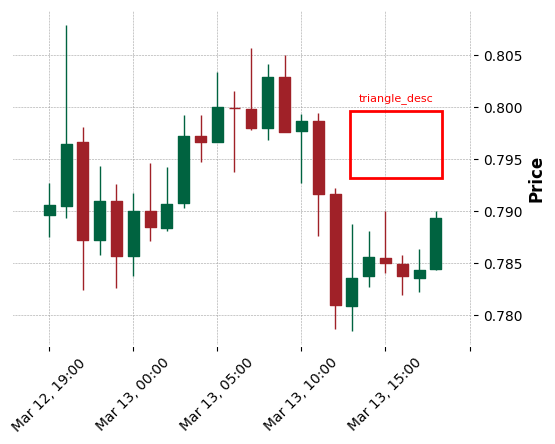 0.805
triangle_desc
0.800
0.795
Price
0.790
0.785
0.780
Mar 12, 19:00
Mar 13, 00:00
Mar 13, 05:00
Mar 13, 10:00
Mar 13, 15:00